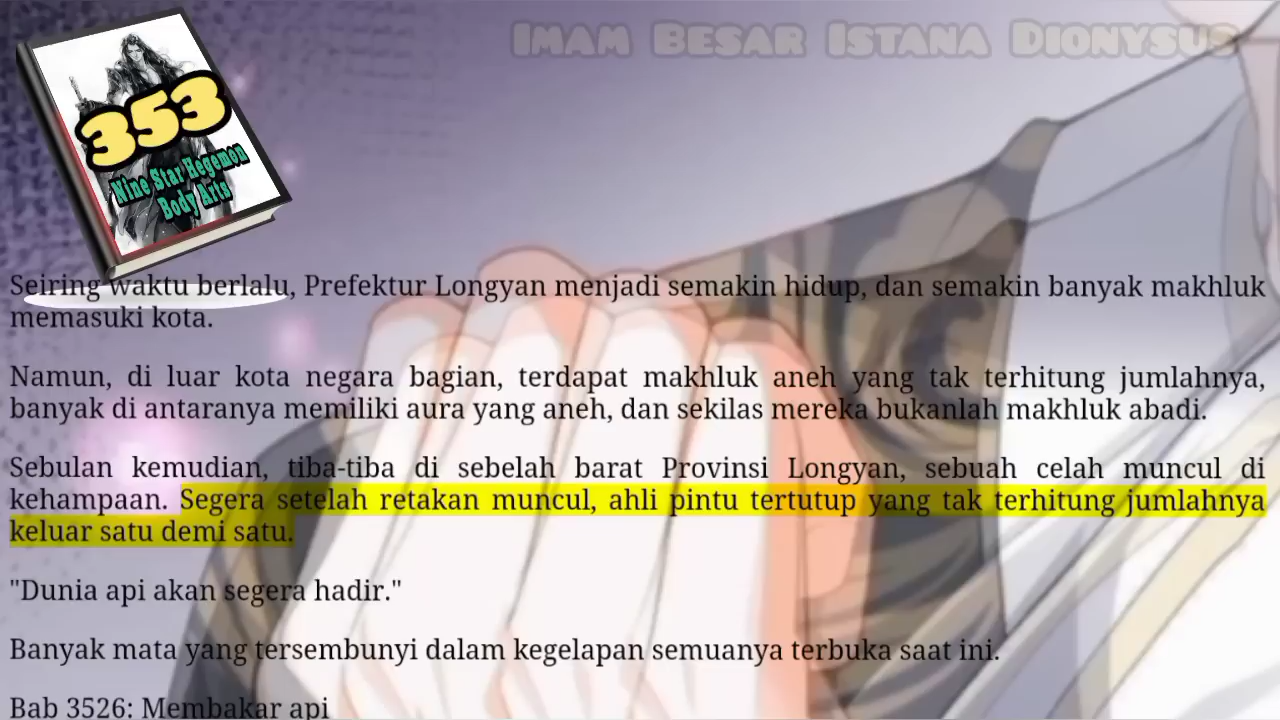 Imam Besar Istana Dionysus
353
Nine Star Hegemon
Body Arts
Seiring waktu berlalu, Prefektur Longyan menjadi semakin hidup, dan semakin banyak makhluk
memasuki kota.
Namun, di luar kota negara bagian, terdapat makhluk aneh yang tak terhitung jumlahnya,
banyak di antaranya memiliki aura yang aneh, dan sekilas mereka bukanlah makhluk abadi.
Sebulan kemudian, tiba-tiba di sebelah barat Provinsi Longyan, sebuah celah muncul di
kehampaan. Segera setelah retakan muncul, ahli pintu tertutup yang tak terhitung jumlahnya
keluar satu demi satu.
"Dunia api akan segera hadir."
Banyak mata yang tersembunyi dalam kegelapan semuanya terbuka saat ini.
Bab 3526: Membakar api